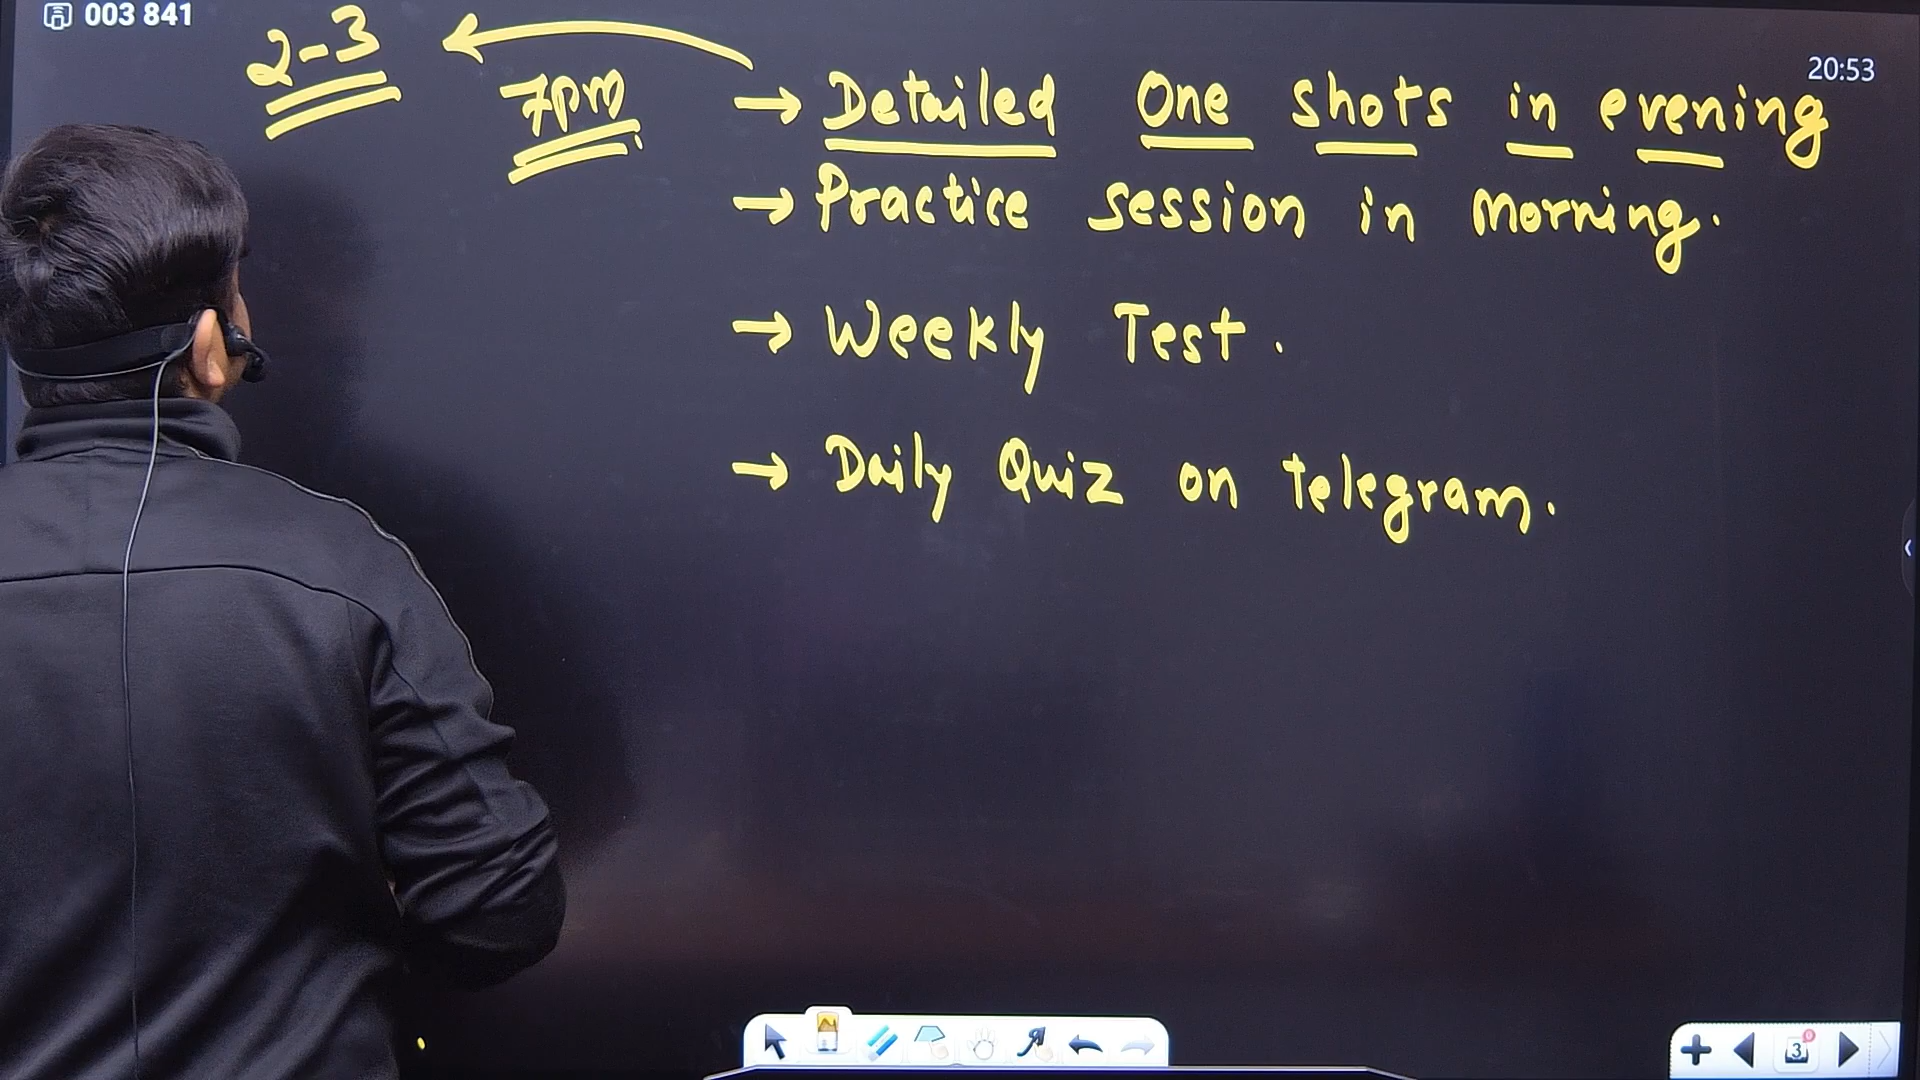 003 841
20:53
2-3
7pm
→ Detailed One shots in evening
→ Practice session in morning.
→ Weekly Test.
→ Daily Quiz on telegram.
3